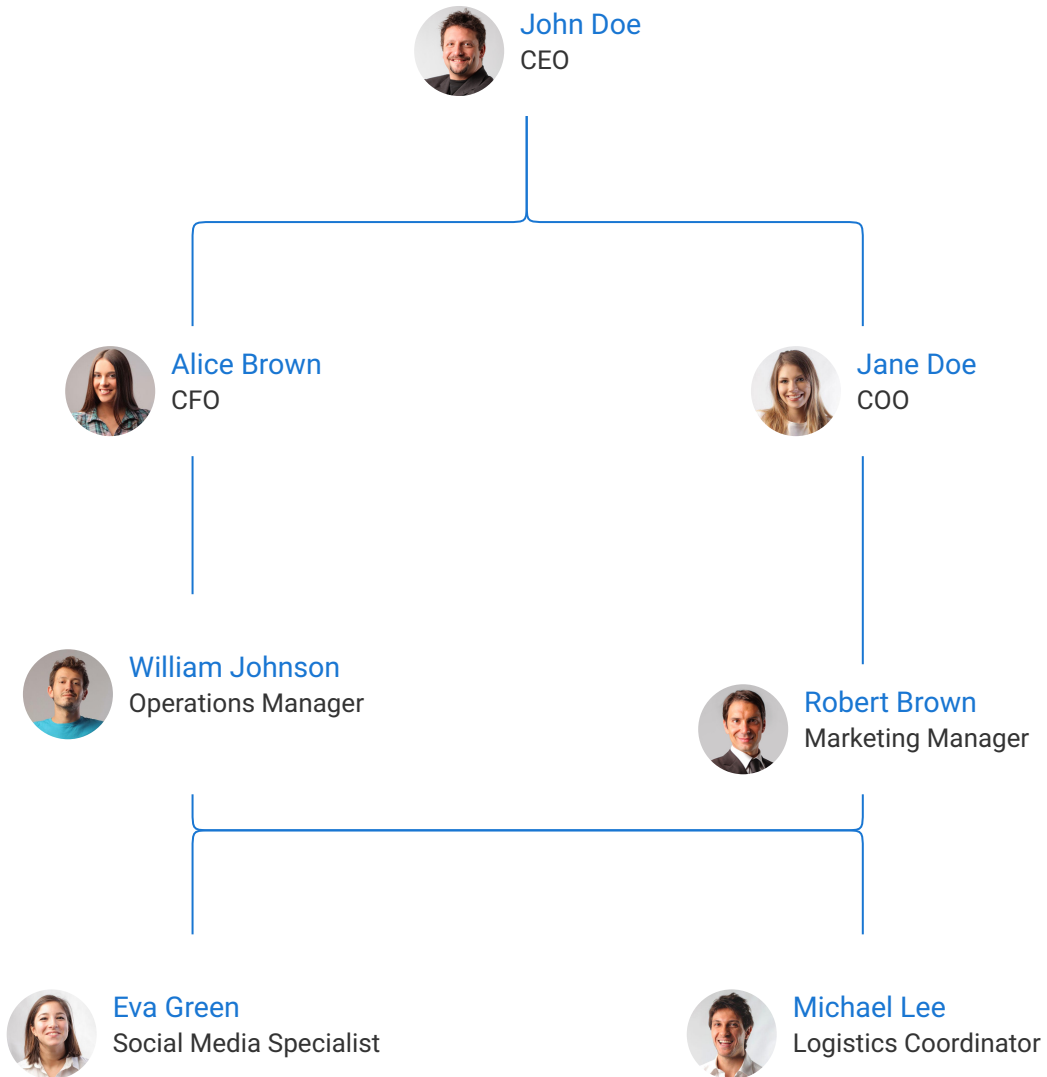 John Doe
CEO
Alice Brown
CFO
Jane Doe
COO
William Johnson
Operations Manager
Robert Brown
Marketing Manager
Eva Green
Social Media Specialist
Michael Lee
Logistics Coordinator